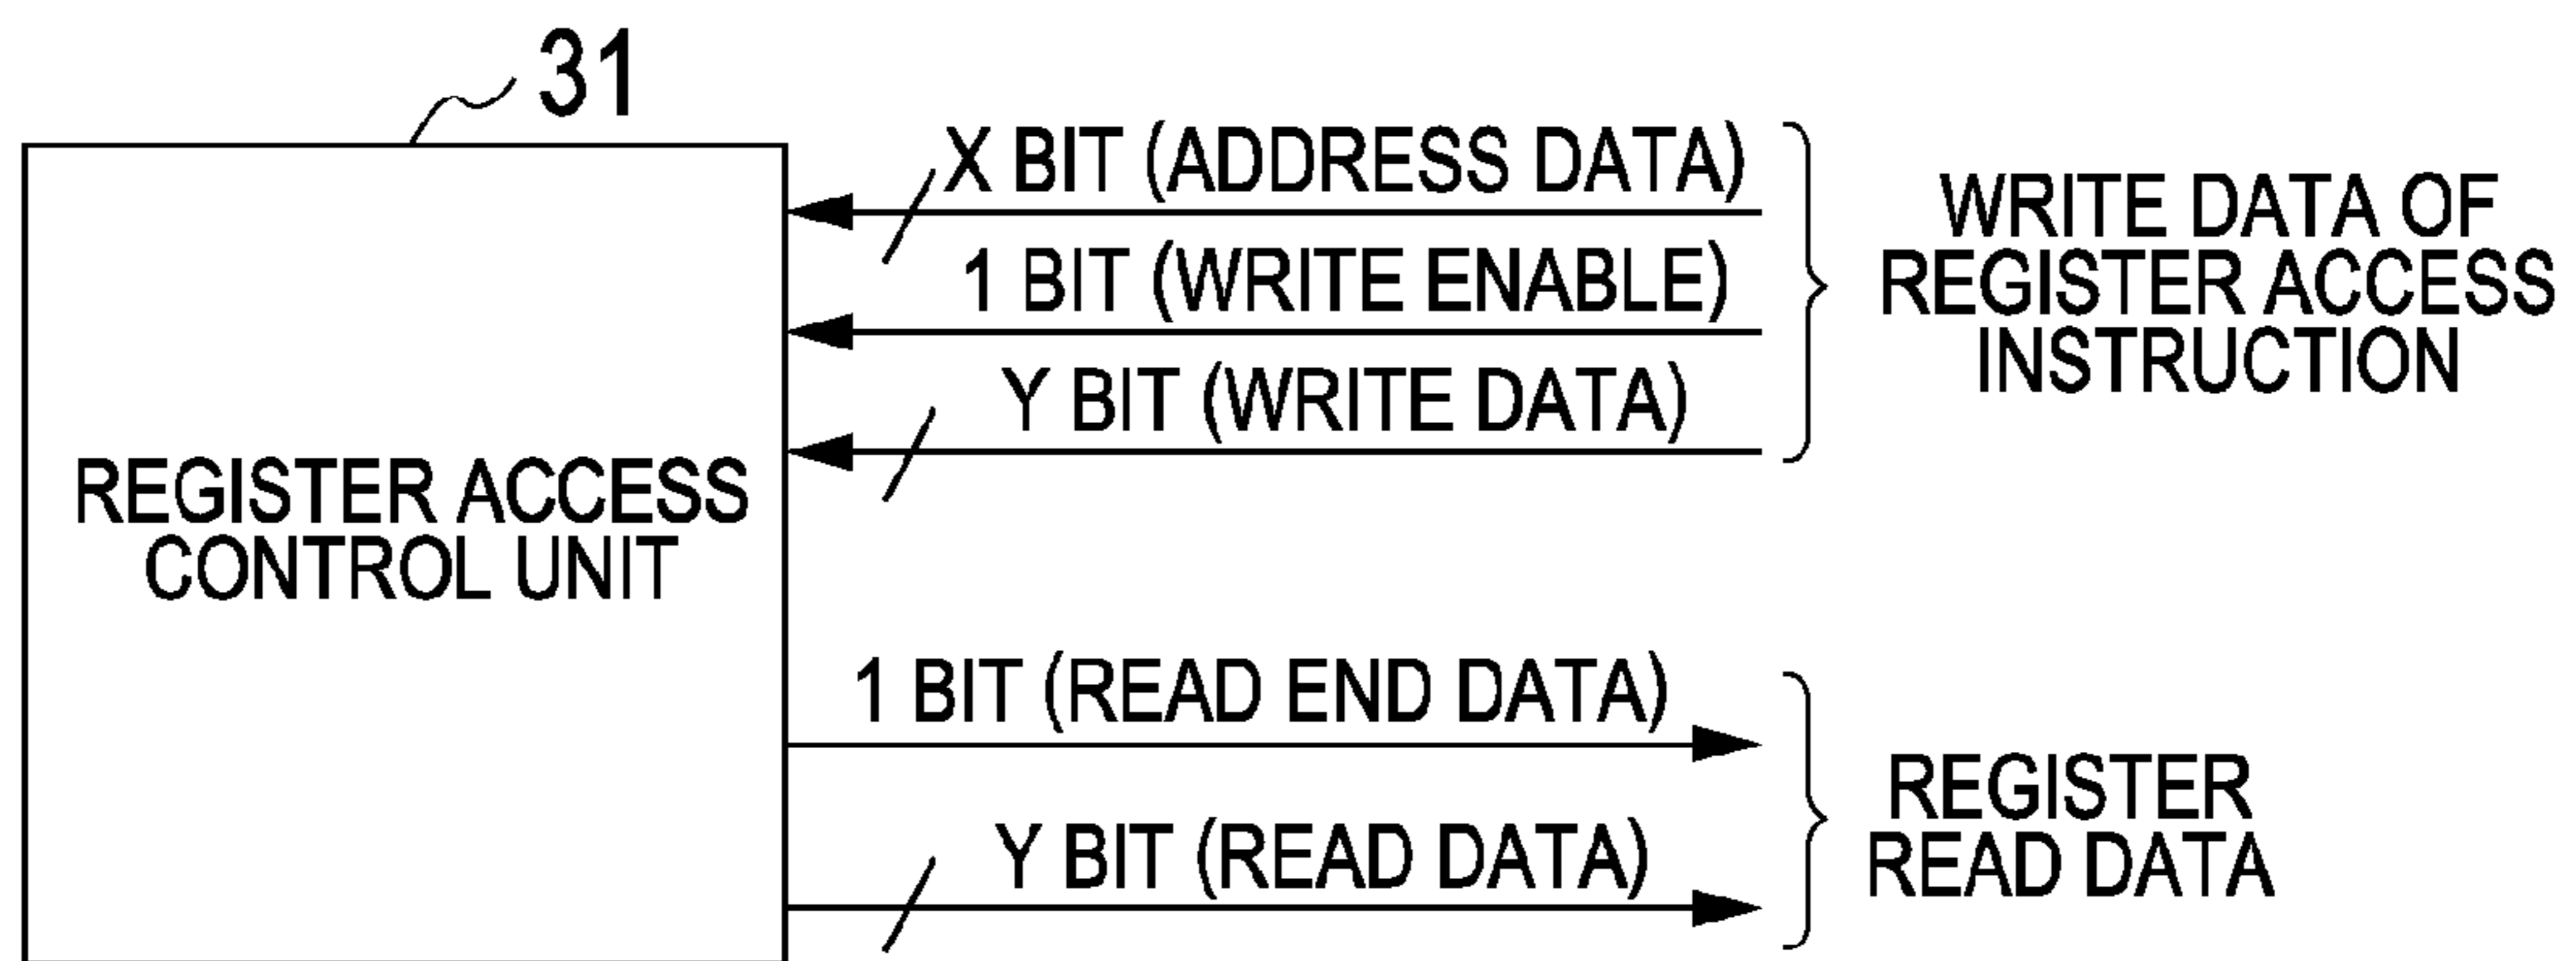 31
X BIT (ADDRESS DATA)
1 BIT (WRITE ENABLE)
Y BIT (WRITE DATA)
WRITE DATA OF
REGISTER ACCESS
INSTRUCTION
REGISTER ACCESS
CONTROL UNIT
1 BIT (READ END DATA)
Y BIT (READ DATA)
REGISTER
READ DATA